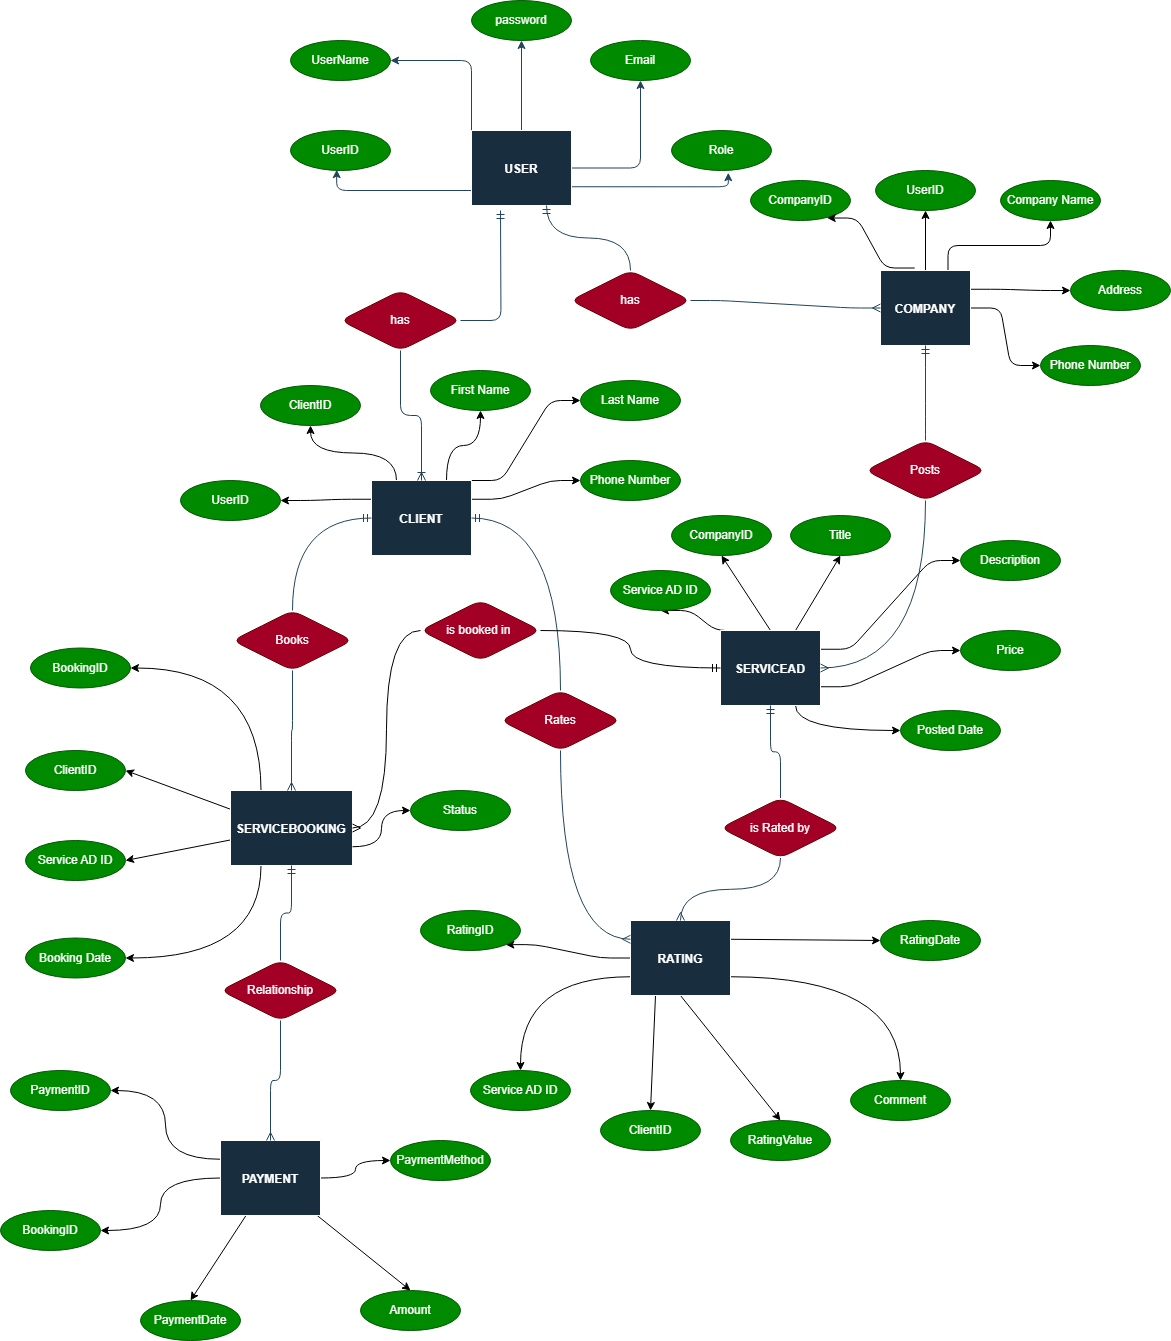 password
UserName
Email
UserID
Role
USER
CompanyID
UserID
Company Name
has
has
COMPANY
Address
Phone Number
ClientID
First Name
Last Name
Phone Number
UserID
CLIENT
Posts
CompanyID
Title
Description
Service AD ID
Books
is booked in
SERVICEAD
Price
BookingID
Rates
Posted Date
ClientID
Status
SERVICEBOOKING
is Rated by
Service AD ID
RatingID
RatingDate
Booking Date
RATING
Relationship
PaymentID
Service AD ID
Comment
ClientID
RatingValue
PaymentMethod
PAYMENT
BookingID
PaymentDate
Amount